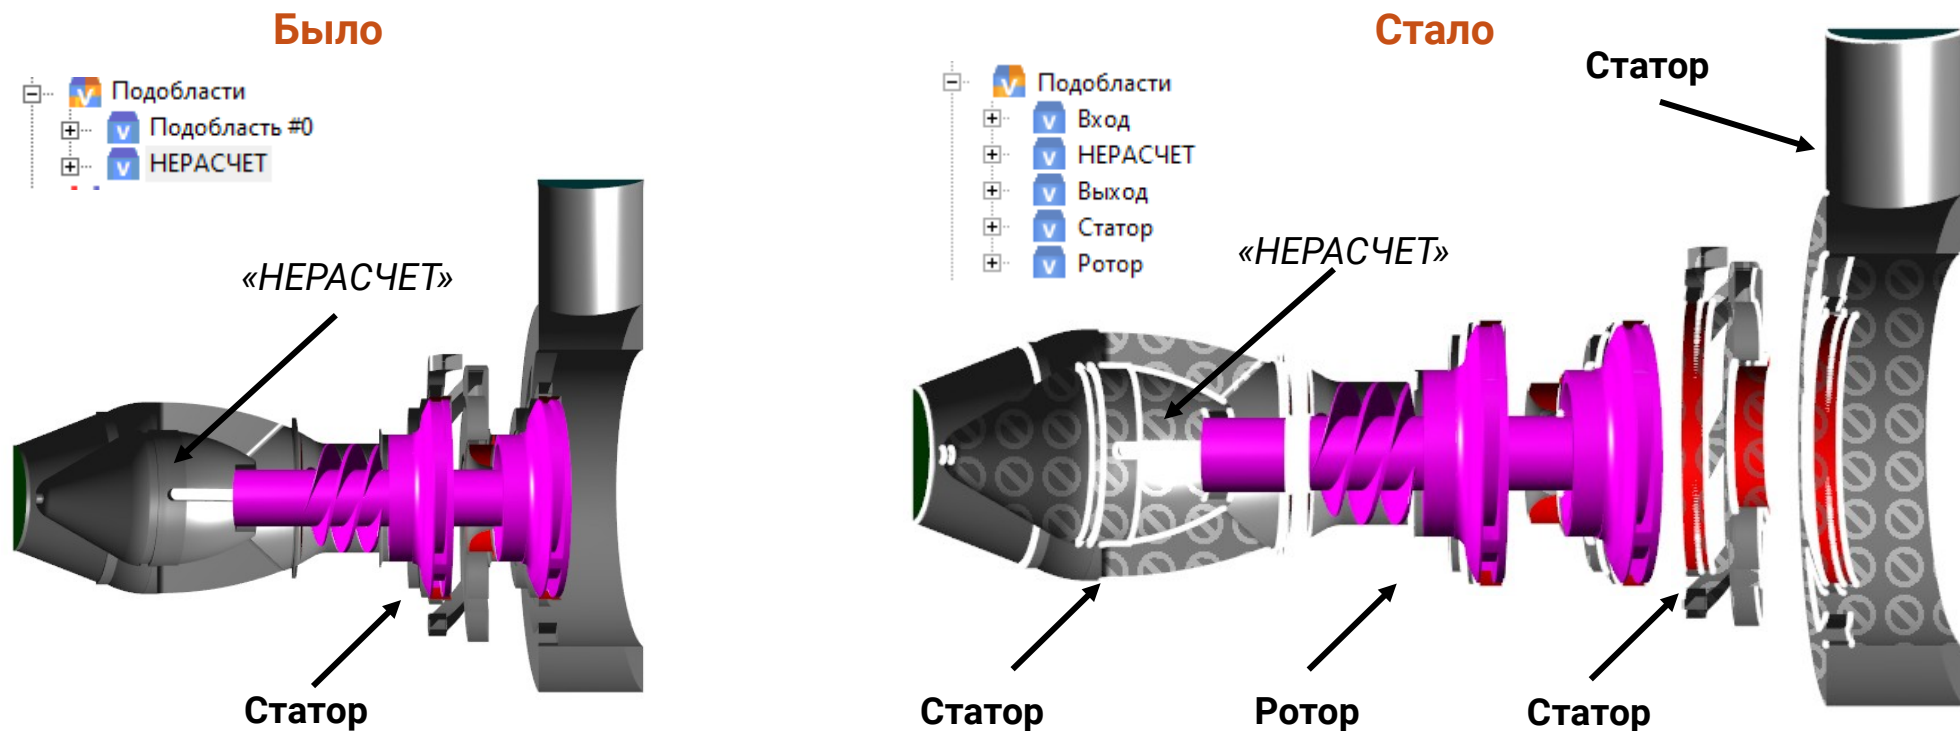 Было
Подобласти
Подобласть #0
НЕРАСЧЕТ
«НЕРАСЧЕТ»
Статор
Стало
Статор
Подобласти
Вход
НЕРАСЧЕТ
Выход
Статор
Ротор
«НЕРАСЧЕТ»
Статор
Ротор
Статор